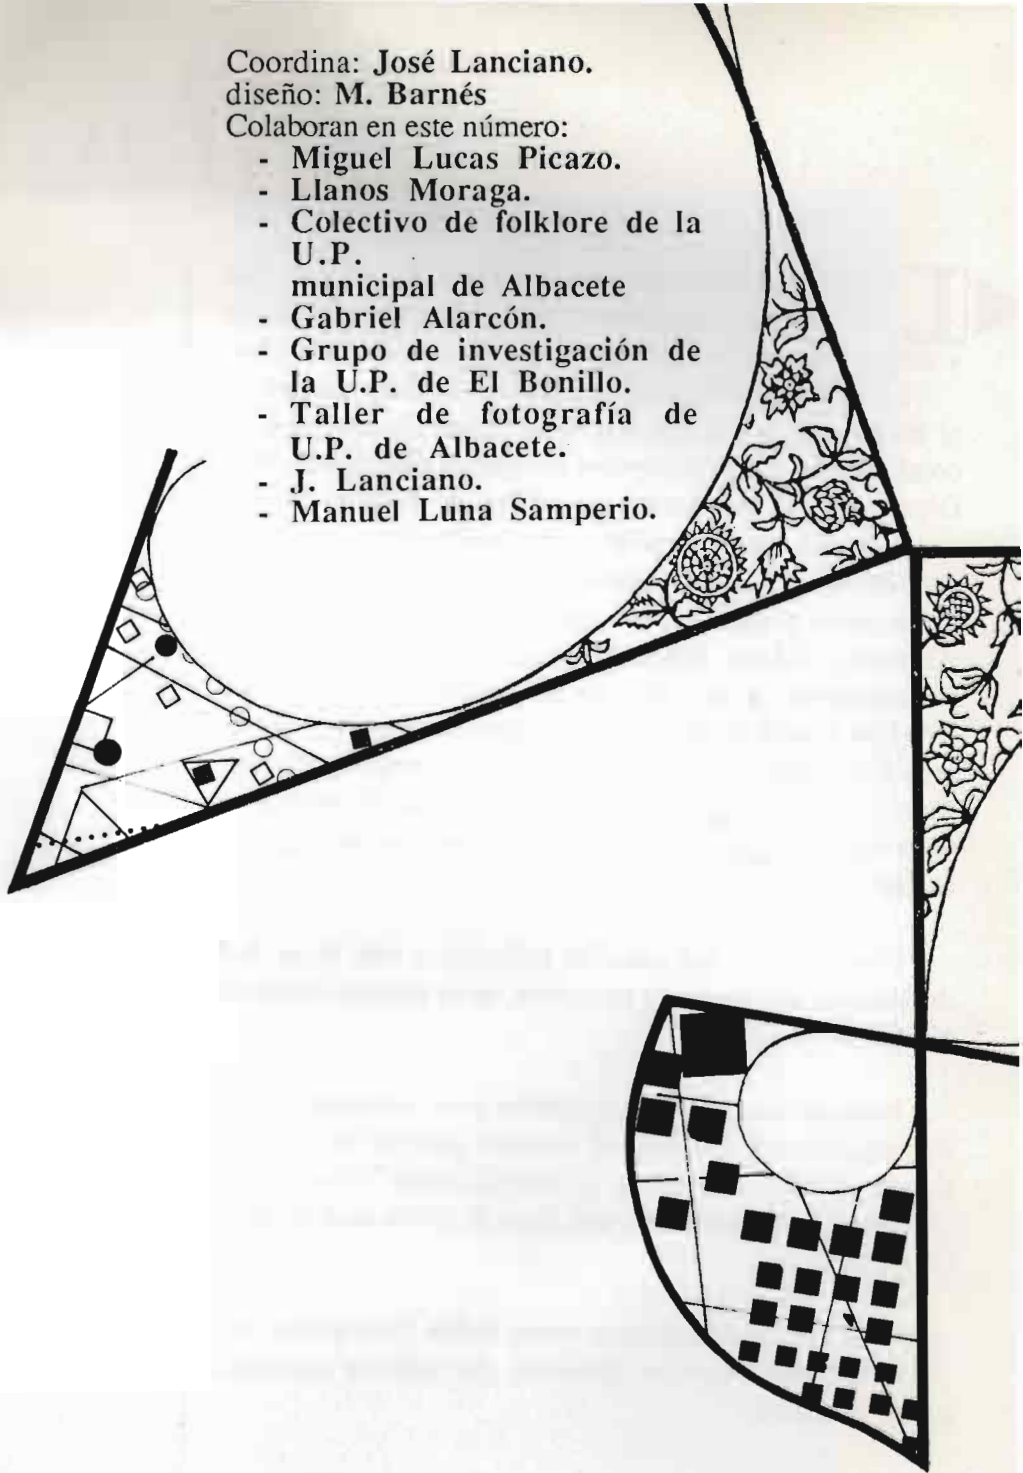 Coordina: José Lanciano.
diseño: M. Barnés
Colaboran en este número:
- Miguel Lucas Picazo.
- Llanos Moraga.
- Colectivo de folklore de la
U.P.
municipal de Albacete
- Gabriel Alarcón.
- Grupo de investigación de
la U.P. de El Bonillo.
- Taller de fotografía de
U.P. de Albacete.
- J. Lanciano.
- Manuel Luna Samperio.